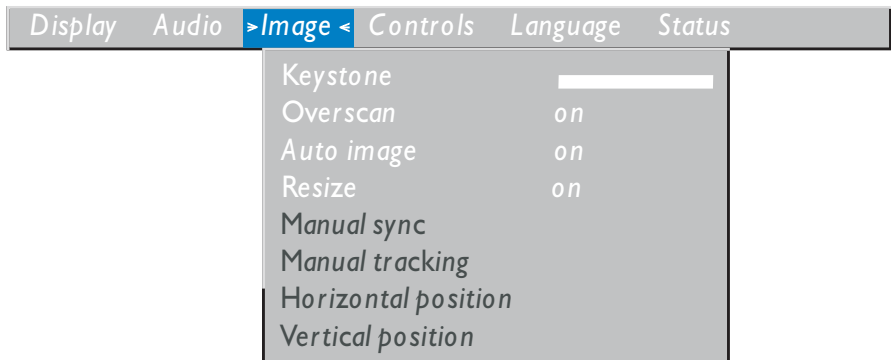 Display Audio >Image < Controls Language Status
Keystone
Overscan on
Auto image on
Resize on
Manual sync
Manual tracking
Horizontal position
Vertical position